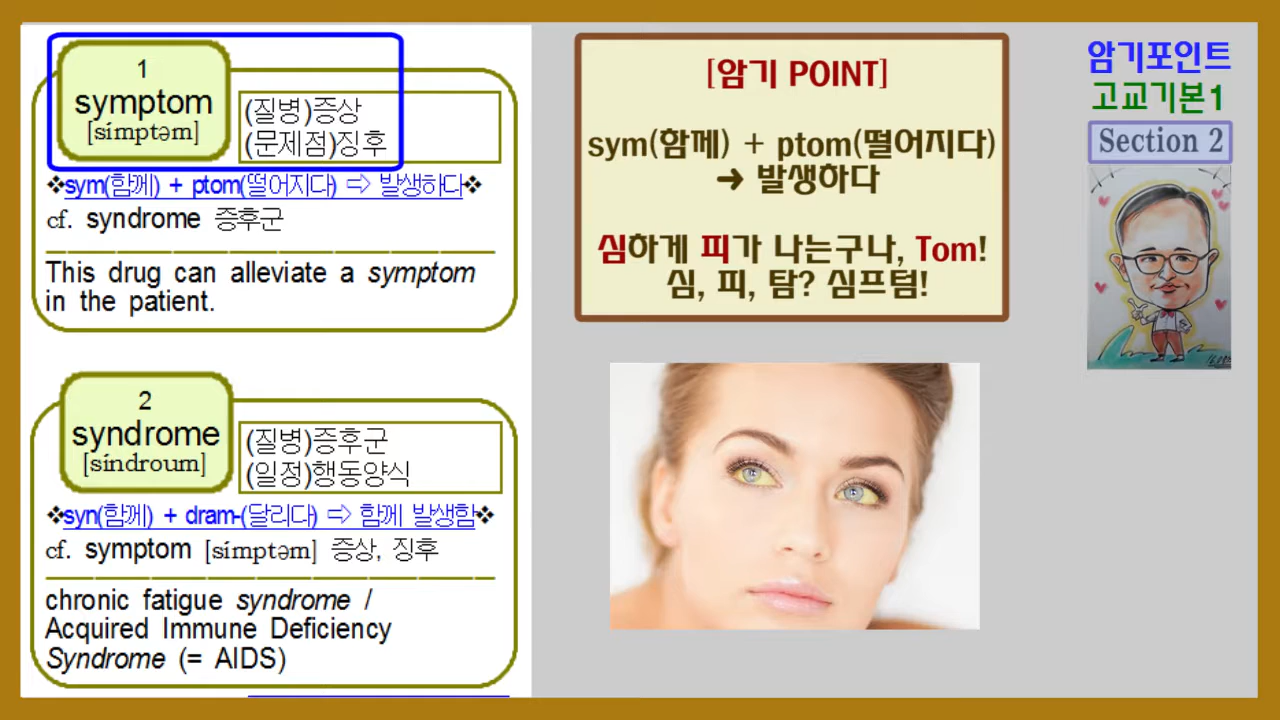 1
symptom
[símptəm]
(질병)증상
(문제점)징후
❖sym(함께) + ptom(떨어지다) ⇨ 발생하다❖
cf. syndrome 증후군
This drug can alleviate a symptom
in the patient.
2
syndrome
[síndroum]
(질병)증후군
(일정)행동양식
❖syn(함께) + dram-(달리다) ⇨ 함께 발생함❖
cf. symptom [símptəm] 증상, 징후
chronic fatigue syndrome /
Acquired Immune Deficiency
Syndrome (= AIDS)
[암기 POINT]
sym(함께) + ptom(떨어지다)
➜ 발생하다
심하게 피가 나는구나, Tom!
심, 피, 탐? 심프텀!
암기포인트
고교기본1
Section 2